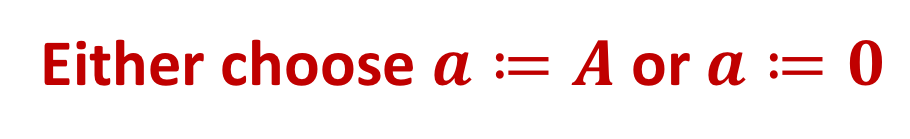 Either choose 𝒂 ≔ 𝑨 or 𝒂 ≔ 𝟎